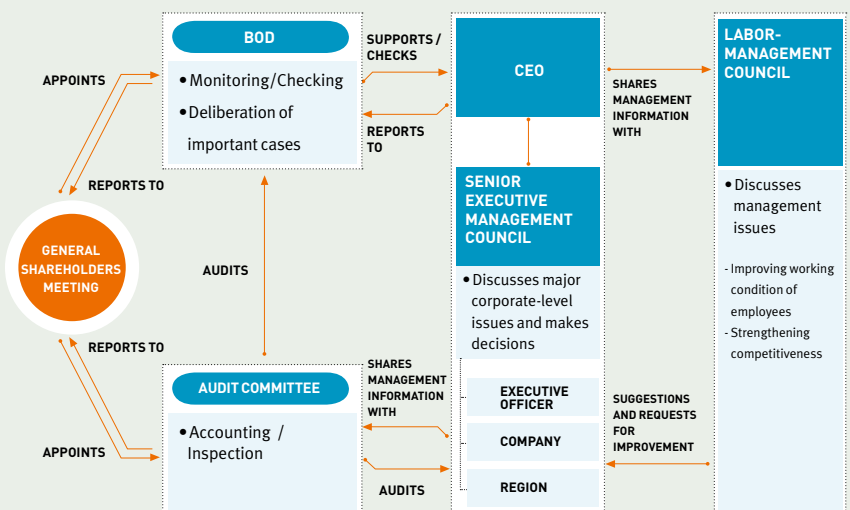 BOD
• Monitoring/Checking
• Deliberation of
important cases
APPOINTS
REPORTS TO
GENERAL
SHAREHOLDERS
MEETING
REPORTS TO
APPOINTS
AUDITS
AUDIT COMMITTEE
• Accounting /
Inspection
SUPPORTS /
CHECKS
REPORTS
TO
CEO
SENIOR
EXECUTIVE
MANAGEMENT
COUNCIL
• Discusses major
corporate-level
issues and makes
decisions
EXECUTIVE
OFFICER
COMPANY
REGION
SHARES
MANAGEMENT
INFORMATION
WITH
AUDITS
SHARES
MANAGEMENT
INFORMATION
WITH
SUGGESTIONS
AND REQUESTS
FOR
IMPROVEMENT
LABOR-
MANAGEMENT
COUNCIL
• Discusses
management
issues
- Improving working
condition of
employees
- Strengthening
competitiveness